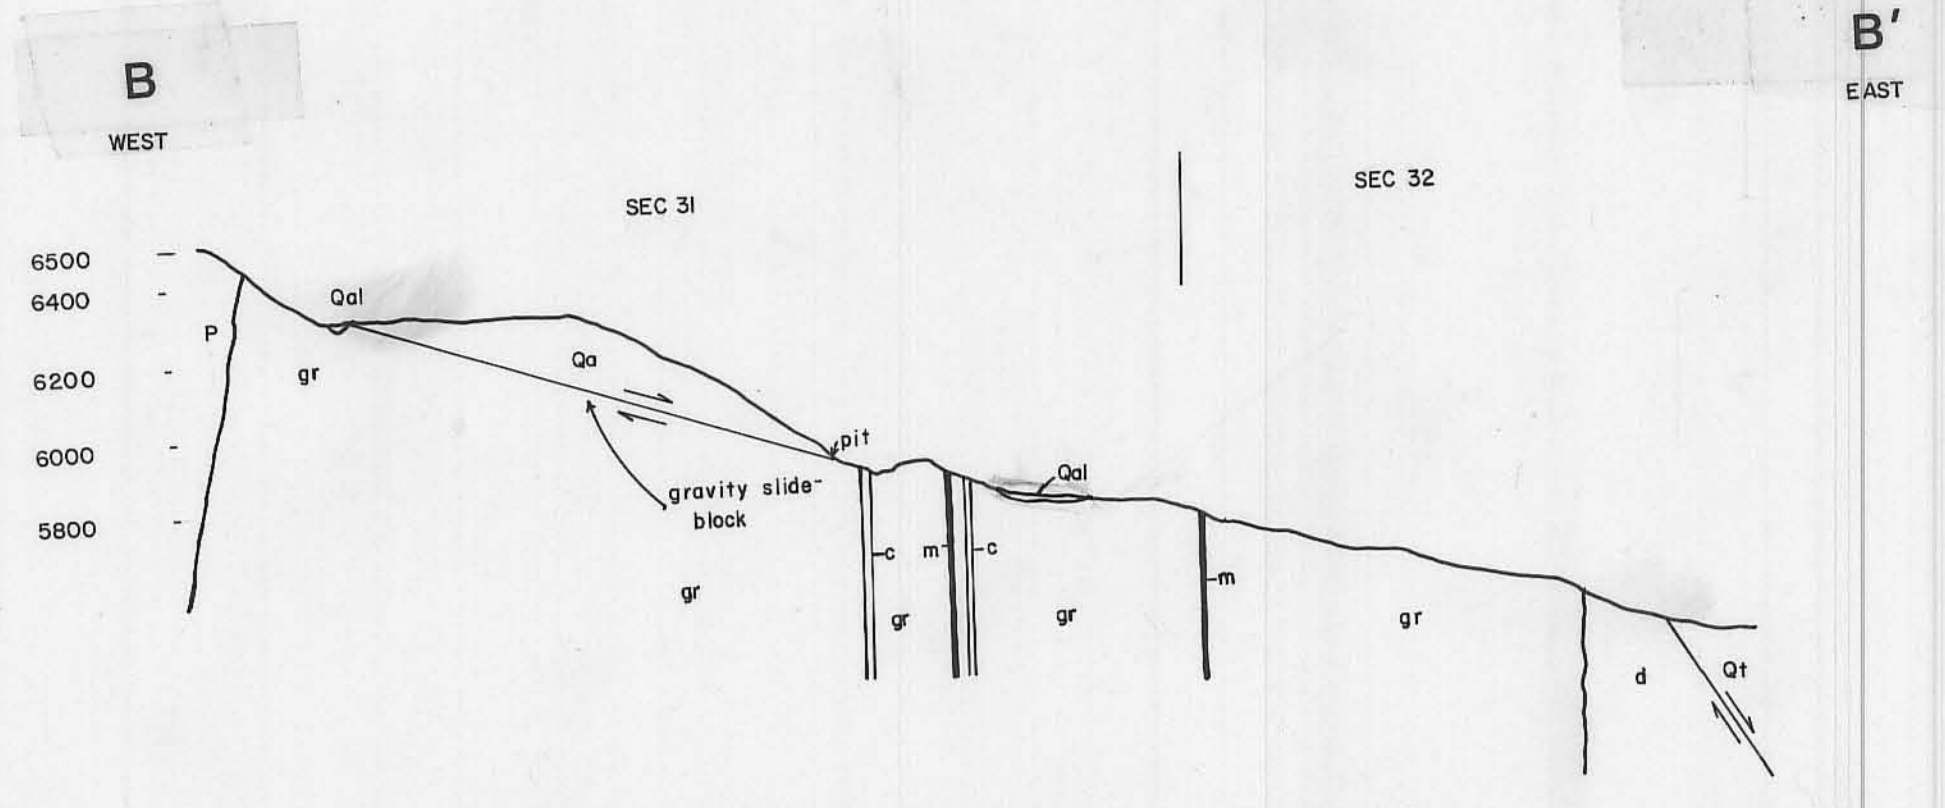 B
WEST
B'
EAST
SEC 31
SEC 32
6500
6400
6200
6000
5800
Qal
P
gr
Qa
pit
gravity slide-
block
Qal
c
m
c
m
gr
gr
gr
gr
d
Qt